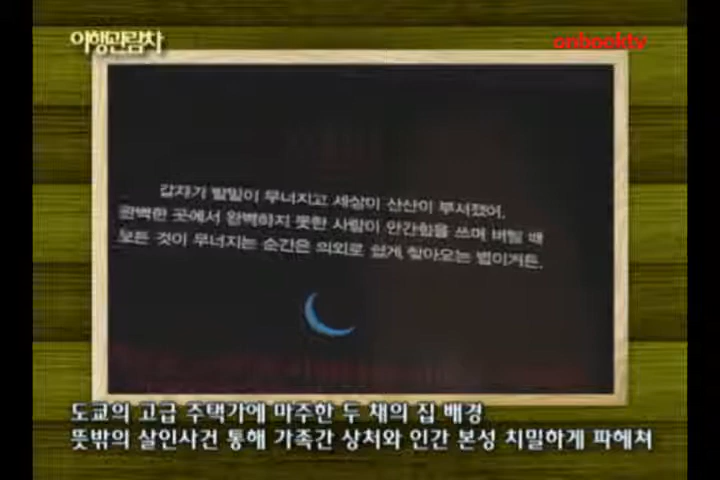 야행관람차
onbooktv
갑자기 발밑이 무너지고 세상이 산산이 부서졌어.
완벽한 곳에서 완벽하지 못한 사람이 안간힘을 쓰며 버틸 때
모든 것이 무너지는 순간은 의외로 쉽게 찾아오는 법이거든.
도쿄의 고급 주택가에 마주한 두 채의 집 배경
뜻밖의 살인사건 통해 가족간 상처와 인간 본성 치밀하게 파헤쳐